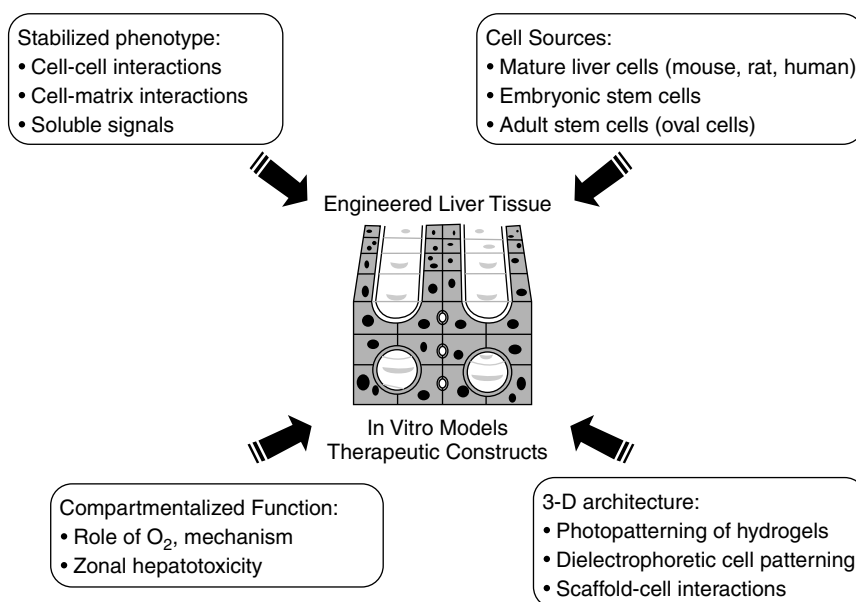 Stabilized phenotype:
• Cell-cell interactions
• Cell-matrix interactions
• Soluble signals
Cell Sources:
• Mature liver cells (mouse, rat, human)
• Embryonic stem cells
• Adult stem cells (oval cells)
Engineered Liver Tissue
In Vitro Models
Therapeutic Constructs
Compartmentalized Function:
• Role of O₂, mechanism
• Zonal hepatotoxicity
3-D architecture:
• Photopatterning of hydrogels
• Dielectrophoretic cell patterning
• Scaffold-cell interactions